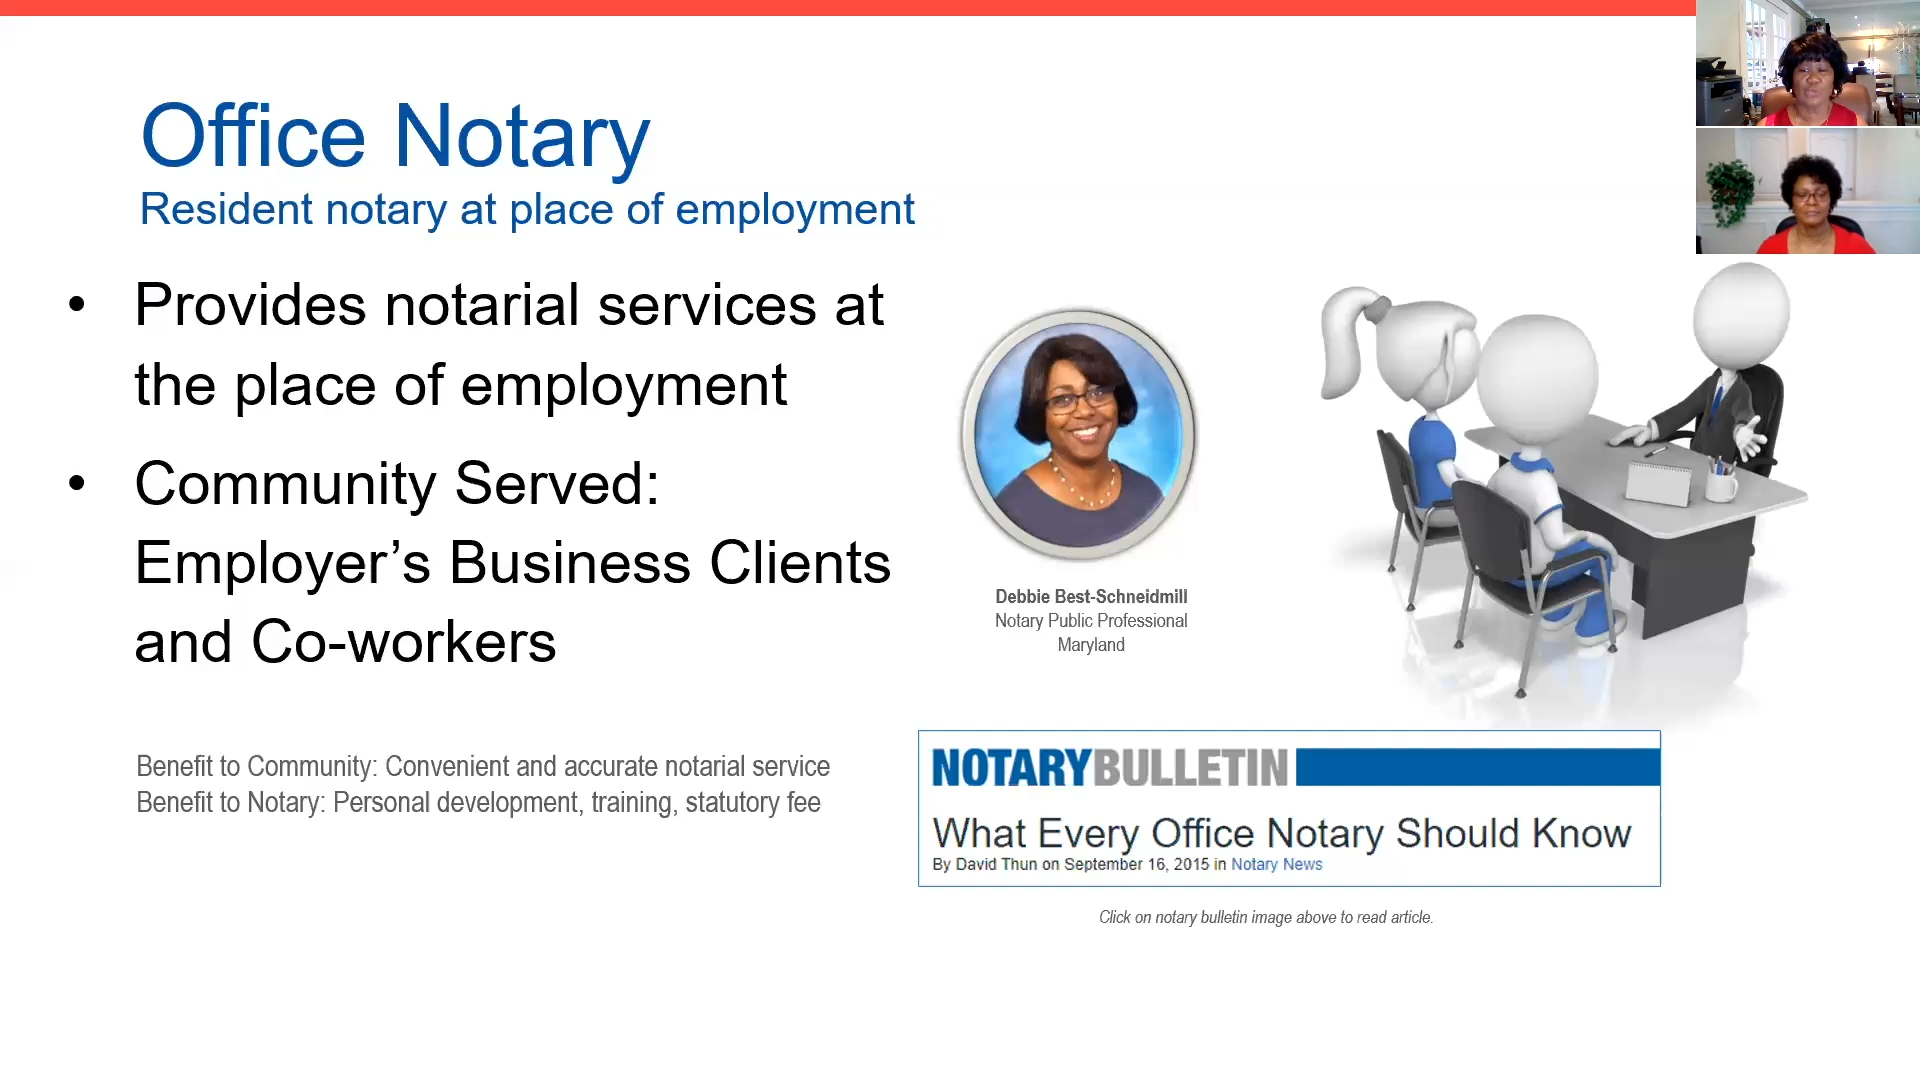 Office Notary
Resident notary at place of employment
• Provides notarial services at
the place of employment
• Community Served:
Employer’s Business Clients
and Co-workers
Benefit to Community: Convenient and accurate notarial service
Benefit to Notary: Personal development, training, statutory fee
Debbie Best-Schneidmill
Notary Public Professional
Maryland
NOTARYBULLETIN
What Every Office Notary Should Know
By David Thun on September 16, 2015 in Notary News
Click on notary bulletin image above to read article.